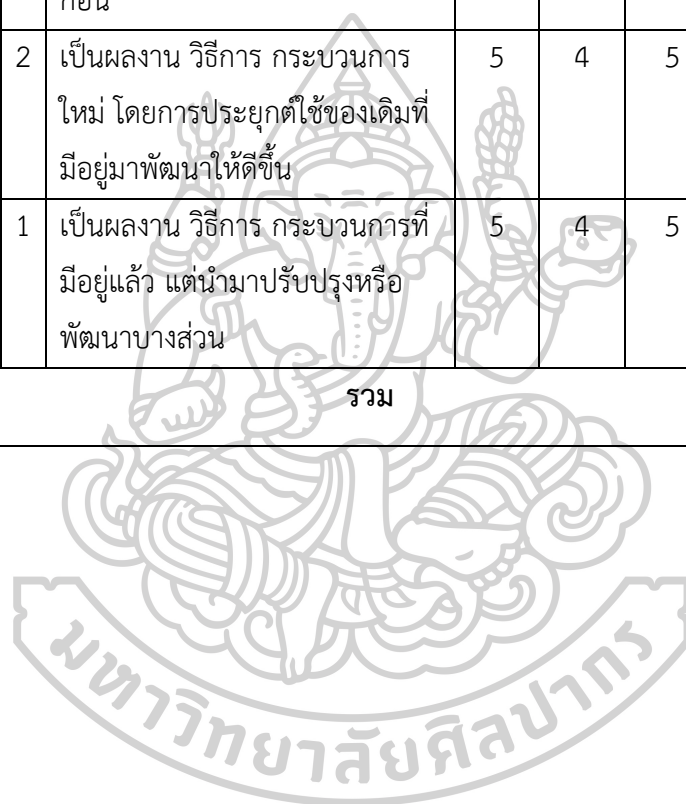 ก่อน
2 เป็นผลงาน วิธีการ กระบวนการ 5 4 5
ใหม่ โดยการประยุกต์ใช้ของเดิมที่
มีอยู่มาพัฒนาให้ดีขึ้น
1 เป็นผลงาน วิธีการ กระบวนการที่ 5 4 5
มีอยู่แล้ว แต่นำมาปรับปรุงหรือ
พัฒนาบางส่วน
รวม
มหาวิทยาลัยศิลปากร